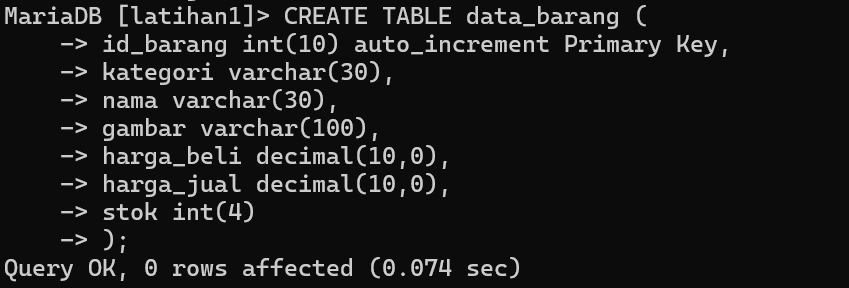 MariaDB [latihan1]> CREATE TABLE data_barang (
    -> id_barang int(10) auto_increment Primary Key,
    -> kategori varchar(30),
    -> nama varchar(30),
    -> gambar varchar(100),
    -> harga_beli decimal(10,0),
    -> harga_jual decimal(10,0),
    -> stok int(4)
    -> );
Query OK, 0 rows affected (0.074 sec)